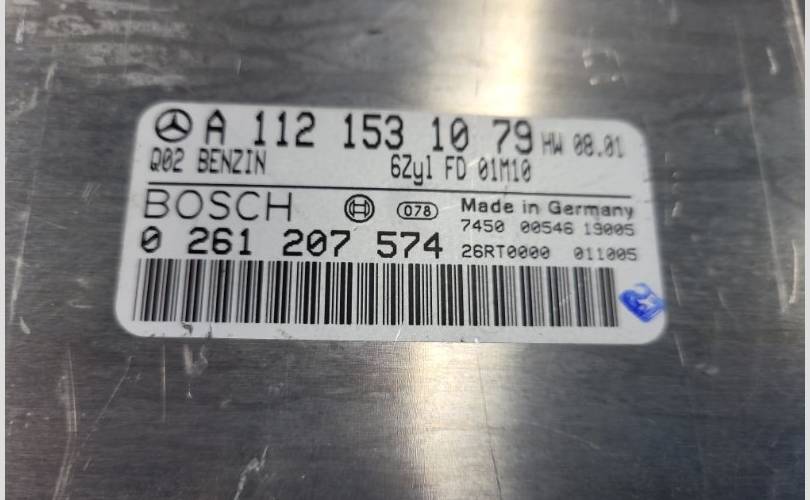 A 112 153 10 79 HW 08.01
Q02 BENZIN 6Zyl FD 01M10
BOSCH 078 Made in Germany
7450 00546 19005
0 261 207 574 26RT0000 011005